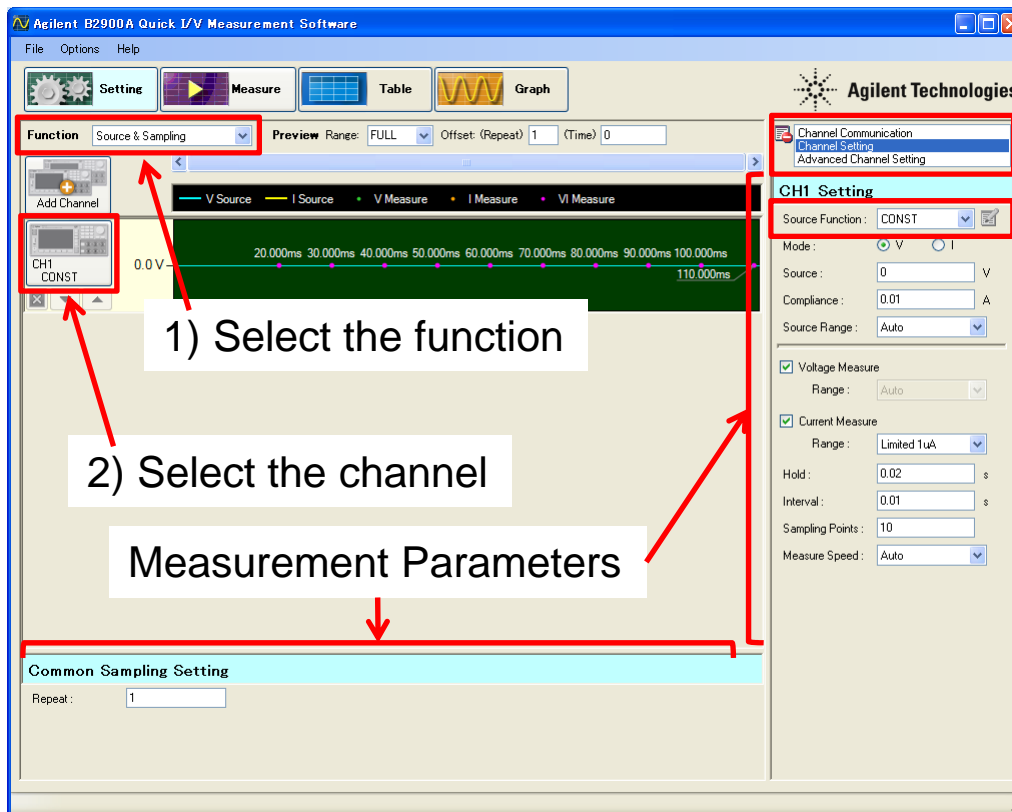 Agilent B2900A Quick I/V Measurement Software
File Options Help
Setting Measure Table Graph
Agilent Technologies
Function Source & Sampling Preview Range: FULL Offset: (Repeat) 1 (Time) 0
Channel Communication
Channel Setting
Advanced Channel Setting
Add Channel
V Source I Source V Measure I Measure VI Measure
CH1
CONST
0.0 V
20.000ms 30.000ms 40.000ms 50.000ms 60.000ms 70.000ms 80.000ms 90.000ms 100.000ms
110.000ms
1) Select the function
2) Select the channel
Measurement Parameters
CH1 Setting
Source Function : CONST
Mode : V I
Source : 0 V
Compliance : 0.01 A
Source Range : Auto
Voltage Measure
Range : Auto
Current Measure
Range : Limited 1uA
Hold : 0.02 s
Interval : 0.01 s
Sampling Points : 10
Measure Speed : Auto
Common Sampling Setting
Repeat : 1